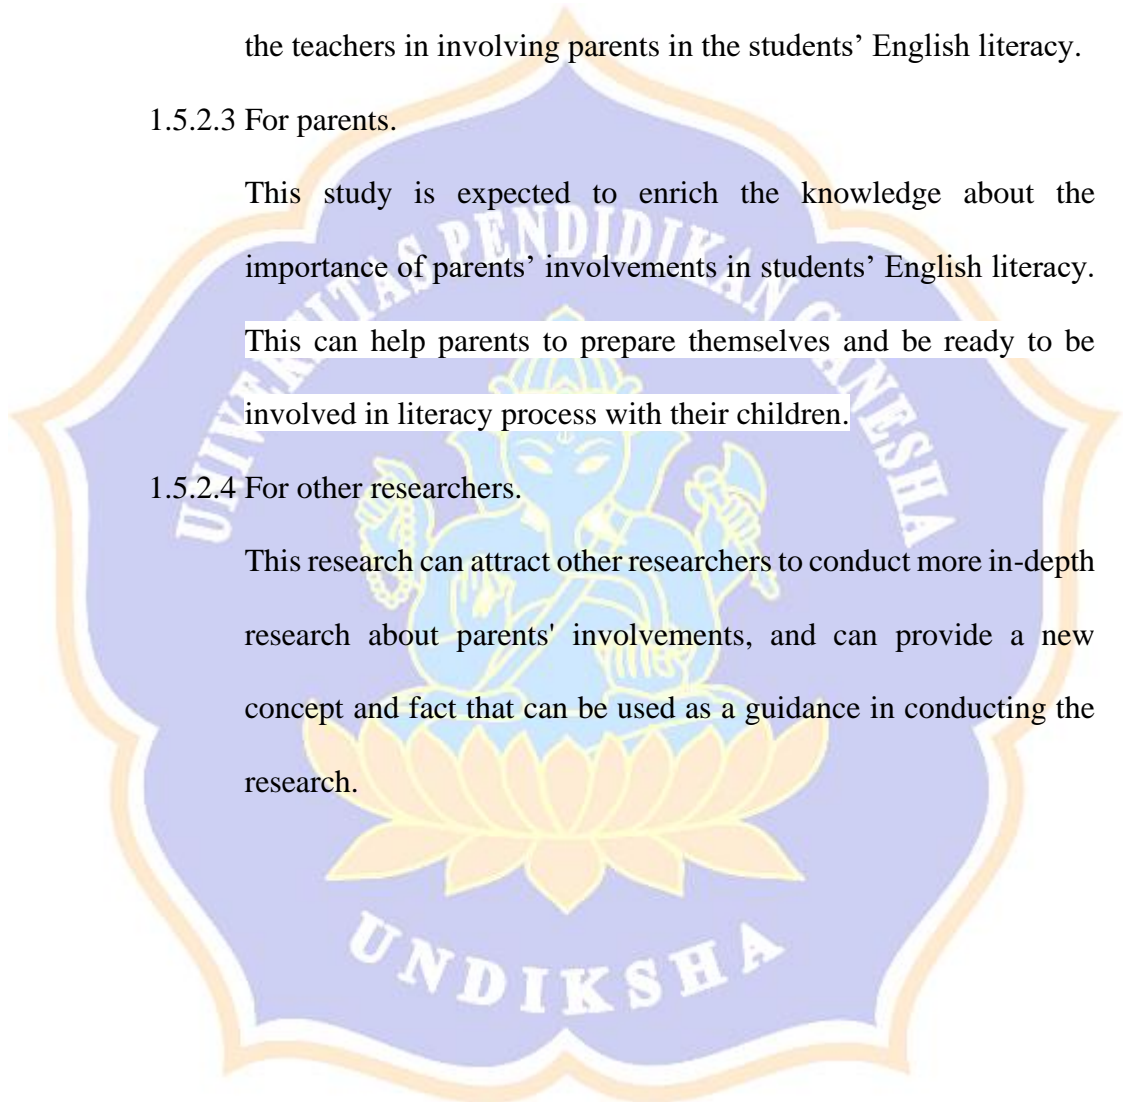 the teachers in involving parents in the students’ English literacy.
1.5.2.3 For parents.
This study is expected to enrich the knowledge about the
importance of parents’ involvements in students’ English literacy.
This can help parents to prepare themselves and be ready to be
involved in literacy process with their children.
1.5.2.4 For other researchers.
This research can attract other researchers to conduct more in-depth
research about parents' involvements, and can provide a new
concept and fact that can be used as a guidance in conducting the
research.
UNIVERSITAS PENDIDIKAN GANESHA
UNDIKSHA